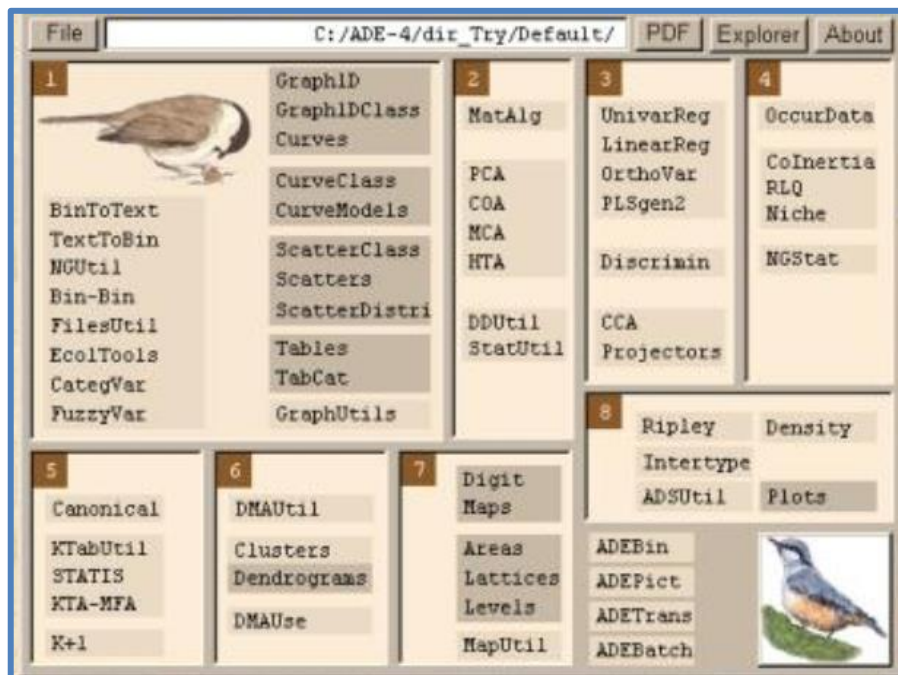 File C:/ADE-4/dir_Try/Default/ PDF Explorer About
1
Graph1D
Graph1DClass
Curves
CurveClass
CurveModels
ScatterClass
Scatters
ScatterDistri
Tables
TabCat
GraphUtils
BinToText
TextToBin
NGUtil
Bin-Bin
FilesUtil
EcolTools
CategVar
FuzzyVar
2
MatAlg
PCA
COA
MCA
HTA
DDUtil
StatUtil
3
UnivarReg
LinearReg
OrthoVar
PLSgen2
Discrimin
CCA
Projectors
4
OccurData
CoInertia
RLQ
Niche
NGStat
5
Canonical
KTabUtil
STATIS
KTA-MFA
K+1
6
DMAUtil
Clusters
Dendrograms
DMAUse
7
Digit
Maps
Areas
Lattices
Levels
MapUtil
8
Ripley Density
Intertype
ADSUtil Plots
ADEBin
ADEPict
ADETrans
ADEBatch